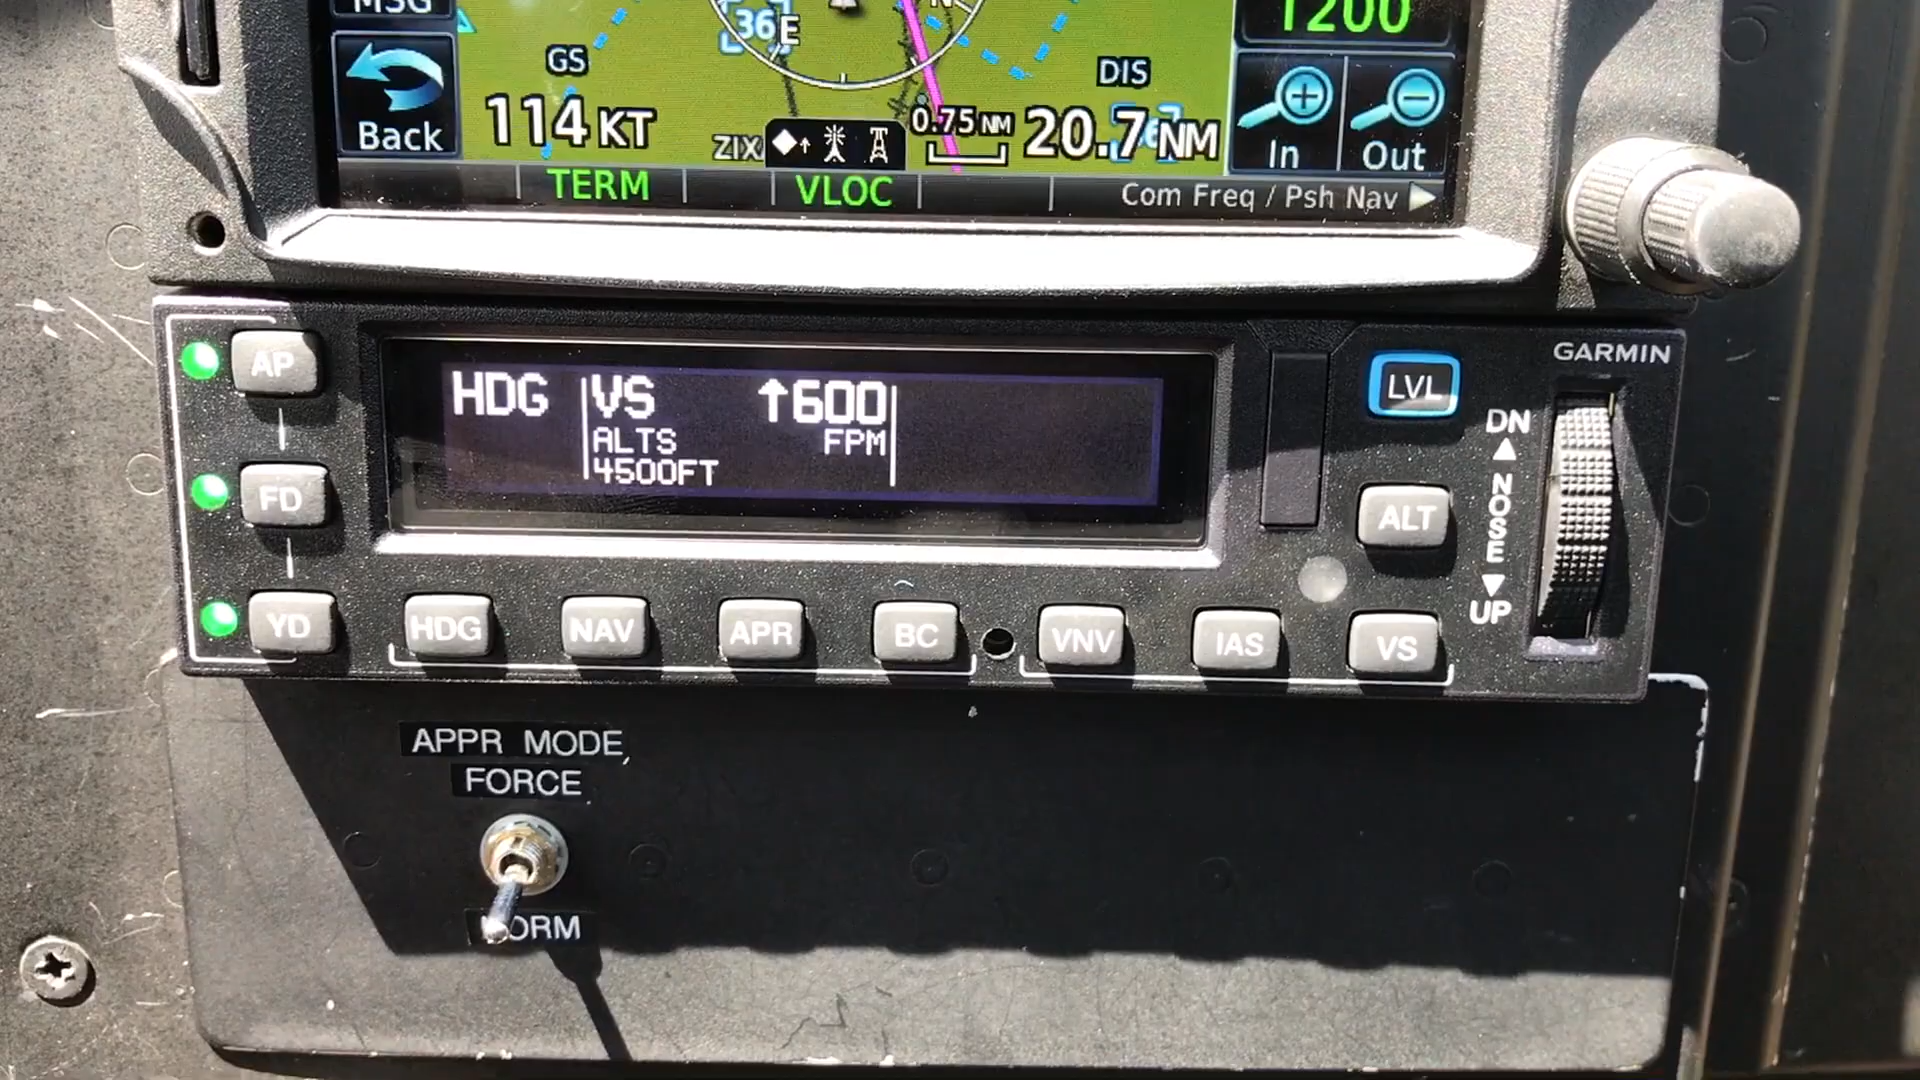 MSG
1200
36
E
N
GS
DIS
Back
114 KT
ZIX
0.75 NM
20.7 NM
In
Out
TERM
VLOC
Com Freq / Psh Nav
GARMIN
AP
HDG
VS
↑600
LVL
ALTS
FPM
4500FT
DN
NOSE
UP
FD
ALT
YD
HDG
NAV
APR
BC
VNV
IAS
VS
APPR MODE
FORCE
NORM